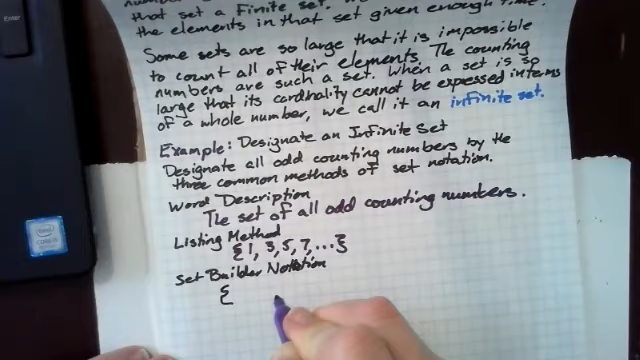 that set a Finite set.
the elements in that set given enough time.
Some sets are so large that it is impossible
to count all of their elements. The counting
numbers are such a set. When a set is so
large that its cardinality cannot be expressed in terms
of a whole number, we call it an infinite set.
Example: Designate an Infinite Set
Designate all odd counting numbers by the
three common methods of set notation.
Word Description
The set of all odd counting numbers.
Listing Method
{1, 3, 5, 7, ...}
Set Builder Notation
{
Enter
intel
CORE i5